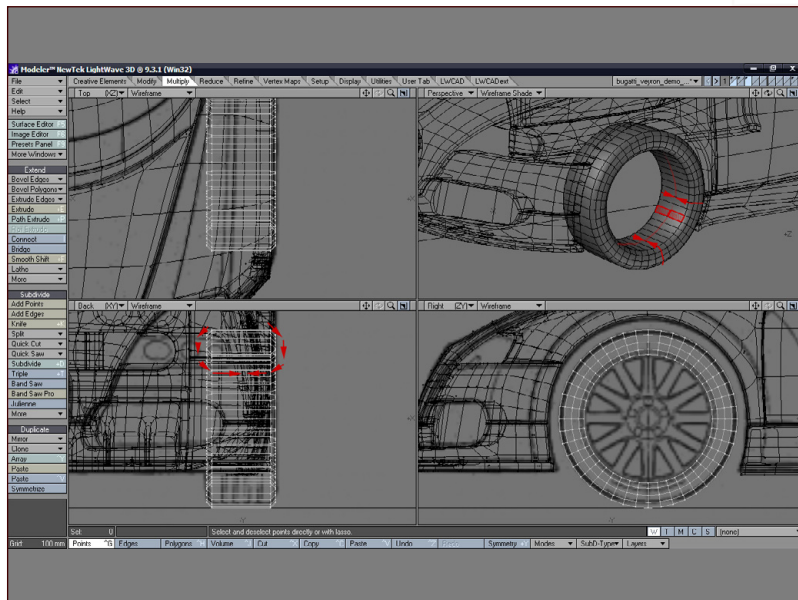 Modeler™ NewTek LightWave 3D ® 9.3.1 (Win32)
File
Creative Elements Modify Multiply Reduce Refine Vertex Maps Setup Display Utilities User Tab LWCAD LWCADext bugatti_veyron_demo_...* 1
Edit
Select
Help
Surface Editor F5
Image Editor F6
Presets Panel F8
More Windows
Extend
Bevel Edges
Bevel Polygons
Extrude Edges
Extrude
Path Extrude
Connect
Bridge
Smooth Shift
Lathe
More
Subdivide
Add Points
Add Edges
Knife
Split
Quick Cut
Quick Saw
Subdivide
Triple
Band Saw
Band Saw Pro
Julienne
More
Duplicate
Mirror
Clone
Array
Paste
Paste
Symmetrize
Top (XZ) Wireframe
Perspective Wireframe Shade
Back (XY) Wireframe
Right (ZY) Wireframe
Sel: 0 Select and deselect points directly or with lasso. W T M C S (none)
Grid: 100 mm Points ^G Edges Polygons Volume Cut Copy Paste Undo Symmetry Modes SubD-Type Layers